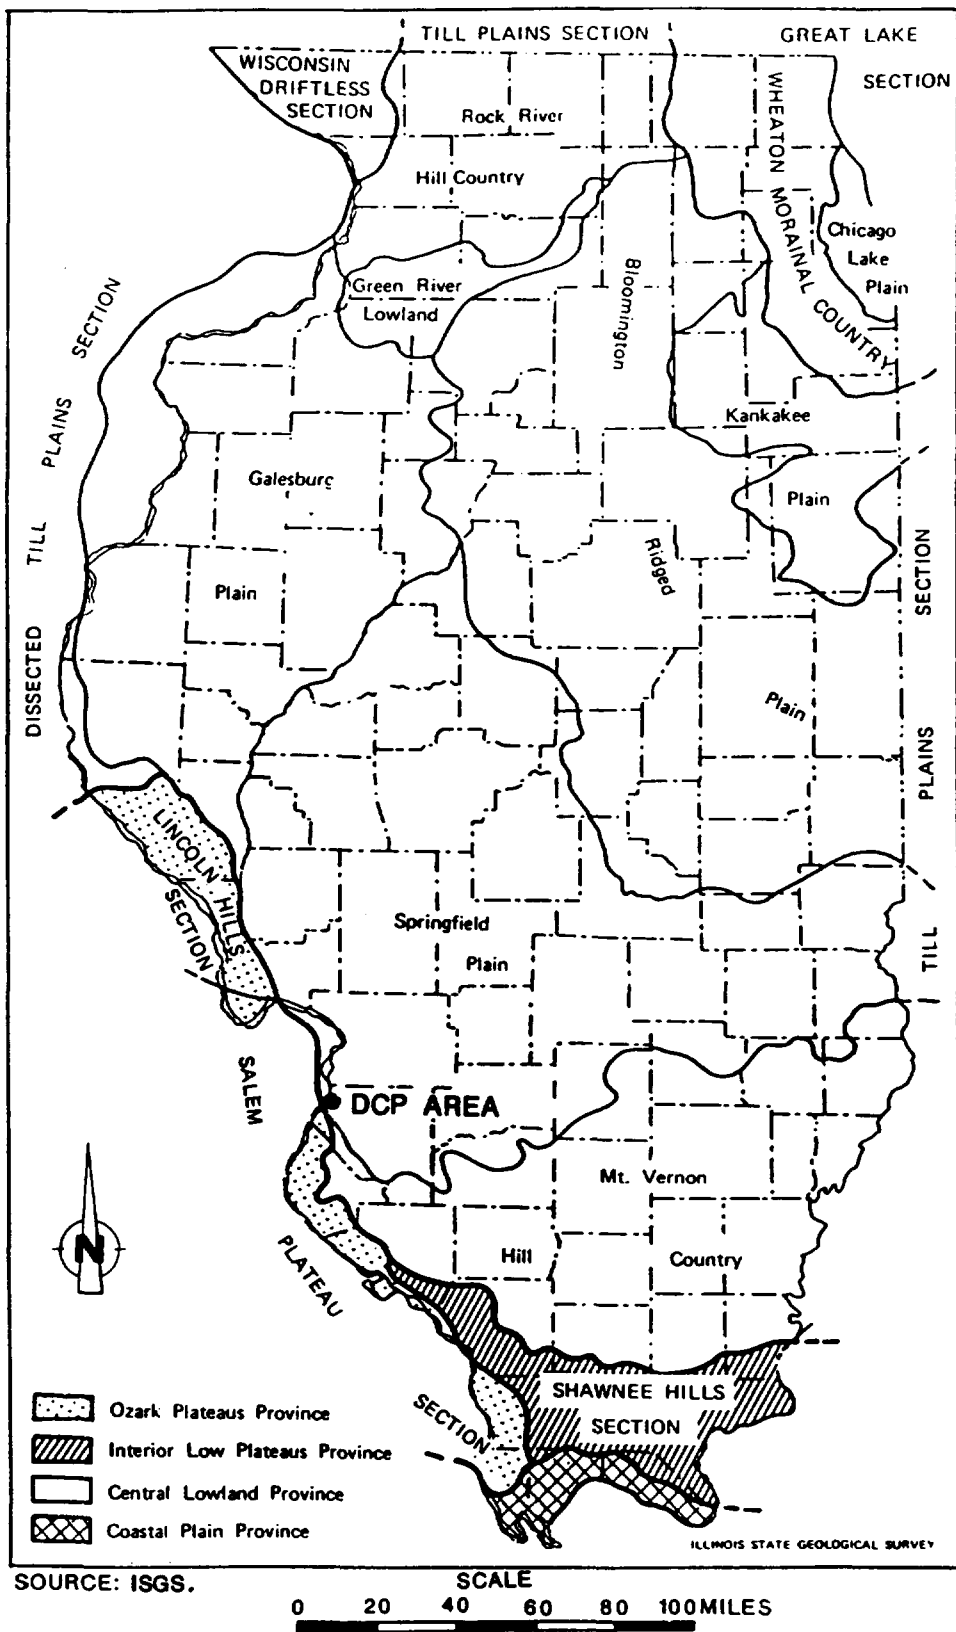 TILL PLAINS SECTION
GREAT LAKE
SECTION
WISCONSIN
DRIFTLESS
SECTION
Rock River
Hill Country
WHEATON MORAINAL COUNTRY
Chicago
Lake
Plain
Green River
Lowland
Bloomington
Ridged
Plain
Kankakee
Plain
Galesburg
Plain
DISSECTED TILL PLAINS SECTION
TILL PLAINS SECTION
LINCOLN HILLS
SECTION
Springfield
Plain
SALEM
PLATEAU
SECTION
DCP AREA
Mt. Vernon
Hill Country
SHAWNEE HILLS
SECTION
N
Ozark Plateaus Province
Interior Low Plateaus Province
Central Lowland Province
Coastal Plain Province
ILLINOIS STATE GEOLOGICAL SURVEY
SOURCE: ISGS.
SCALE
0 20 40 60 80 100 MILES